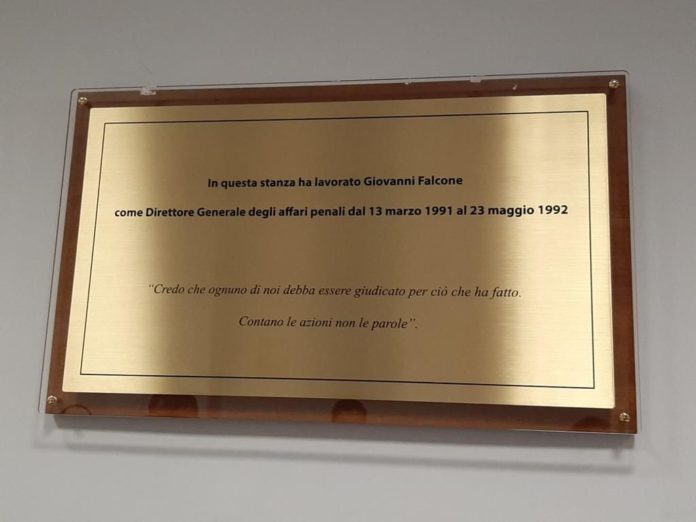 In questa stanza ha lavorato Giovanni Falcone
come Direttore Generale degli affari penali dal 13 marzo 1991 al 23 maggio 1992
“Credo che ognuno di noi debba essere giudicato per ciò che ha fatto.
Contano le azioni non le parole”.